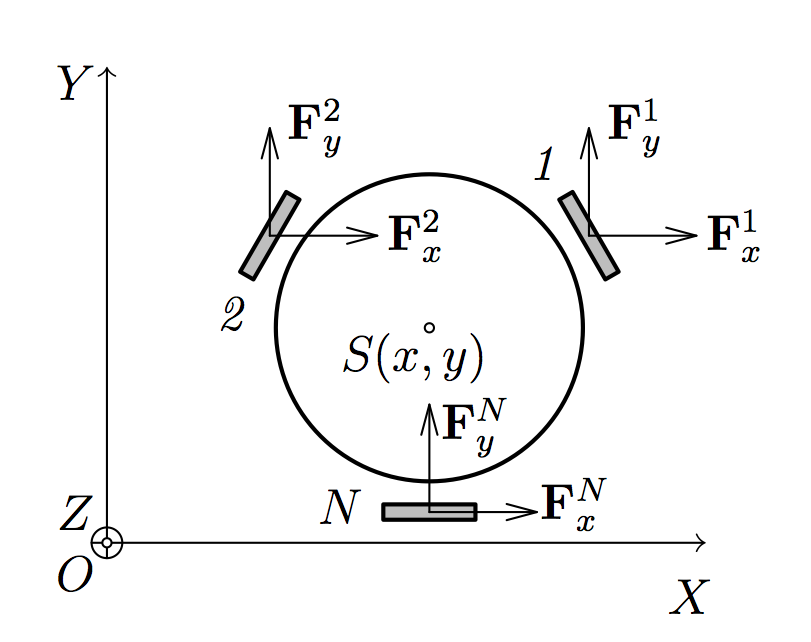 Y
F_y^2
1
F_y^1
F_x^2
F_x^1
2
S(x, y)
F_y^N
N
F_x^N
Z
O
X